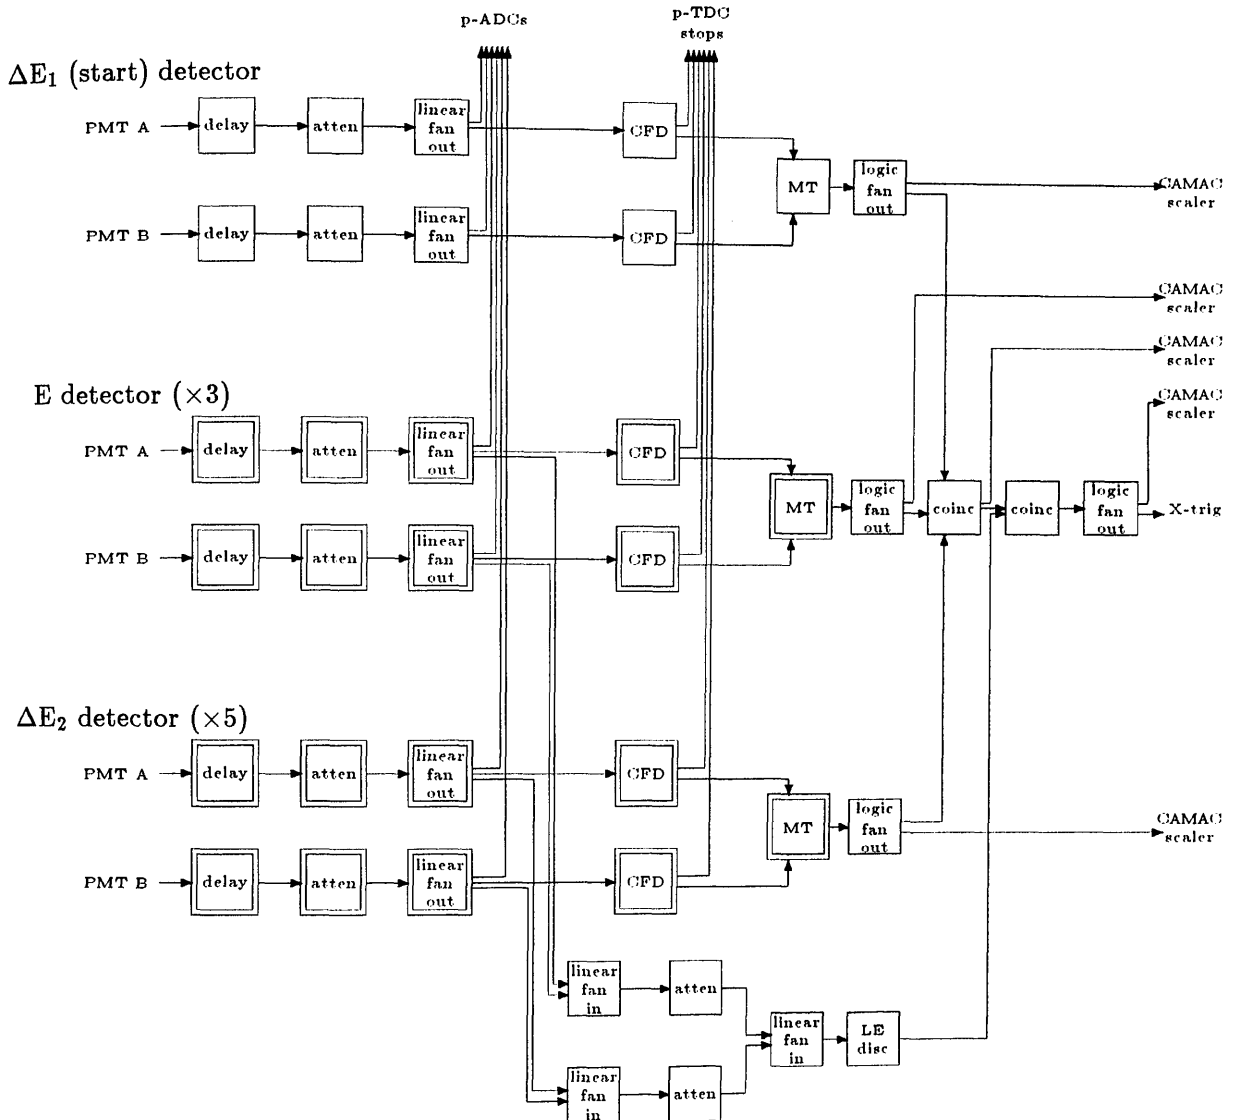 p-ADCs
p-TDC
stops
ΔE₁ (start) detector
PMT A
delay
atten
linear
fan
out
CFD
MT
logic
fan
out
CAMAC
scaler
PMT B
delay
atten
linear
fan
out
CFD
CAMAC
scaler
CAMAC
scaler
CAMAC
scaler
E detector (×3)
PMT A
delay
atten
linear
fan
out
CFD
MT
logic
fan
out
coinc
coinc
logic
fan
out
X-trig
PMT B
delay
atten
linear
fan
out
CFD
ΔE₂ detector (×5)
PMT A
delay
atten
linear
fan
out
CFD
MT
logic
fan
out
CAMAC
scaler
PMT B
delay
atten
linear
fan
out
CFD
linear
fan
in
atten
linear
fan
in
LE
disc
linear
fan
in
atten